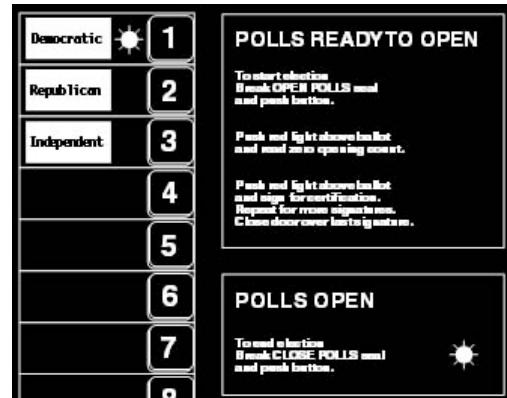 Democratic 1
Republican 2
Independent 3
4
5
6
7
8
POLLS READY TO OPEN
To start election
Break OPEN POLLS seal
and push button.
Push red light above ballot
and read zero opening count.
Push red light above ballot
and sign for certification.
Repeat for more signatures.
Close door over last signature.
POLLS OPEN
To end election
Break CLOSE POLLS seal
and push button.